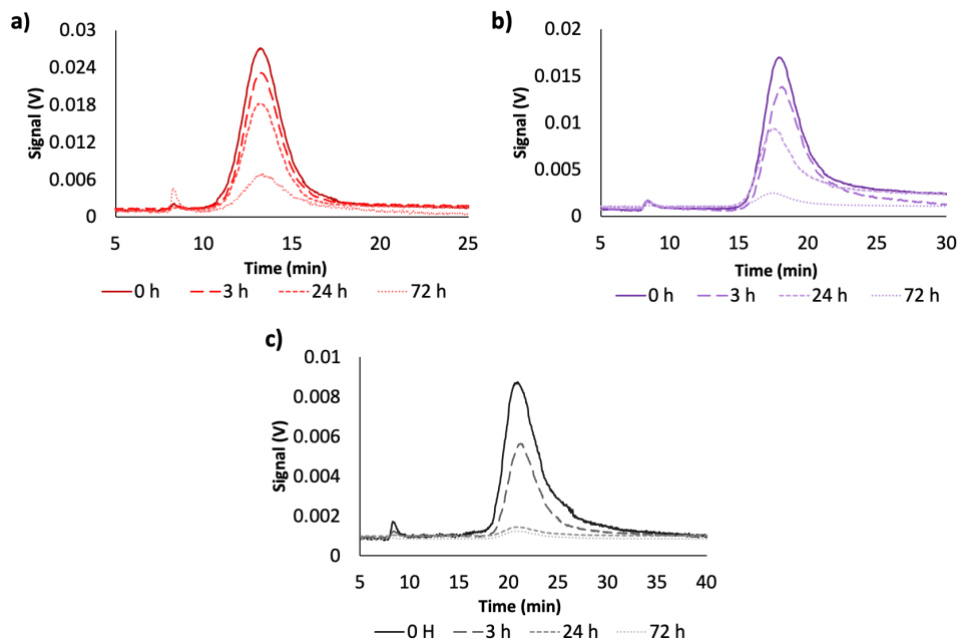 a)
0.03
0.024
0.018
0.012
0.006
0
Signal (V)
5 10 15 20 25
Time (min)
0 h 3 h 24 h 72 h
b)
0.02
0.015
0.01
0.005
0
Signal (V)
5 10 15 20 25 30
Time (min)
0 h 3 h 24 h 72 h
c)
0.01
0.008
0.006
0.004
0.002
0
Signal (V)
5 10 15 20 25 30 35 40
Time (min)
0 H 3 h 24 h 72 h